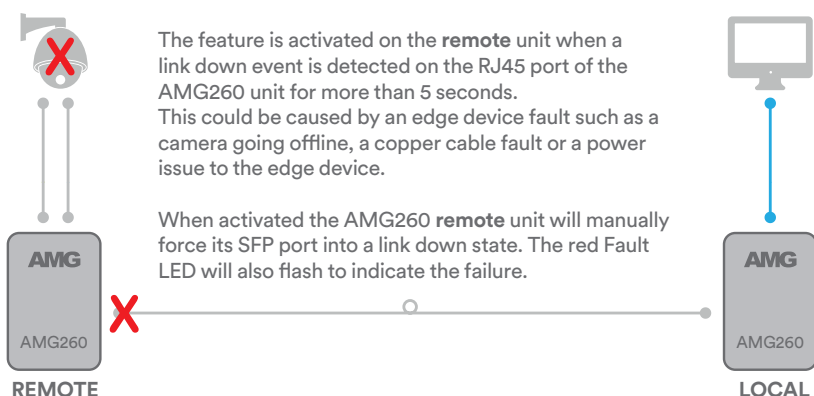 The feature is activated on the remote unit when a
link down event is detected on the RJ45 port of the
AMG260 unit for more than 5 seconds.
This could be caused by an edge device fault such as a
camera going offline, a copper cable fault or a power
issue to the edge device.
When activated the AMG260 remote unit will manually
force its SFP port into a link down state. The red Fault
LED will also flash to indicate the failure.
AMG
AMG260
REMOTE
AMG
AMG260
LOCAL